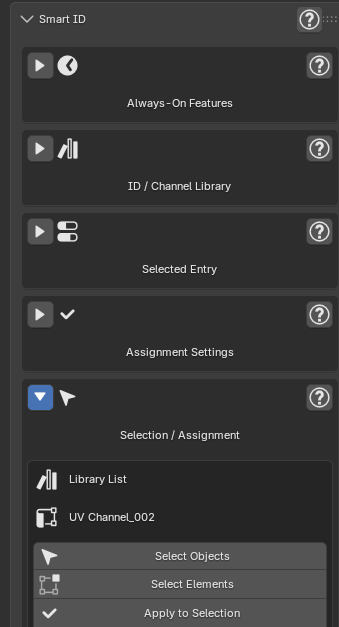 Smart ID
Always-On Features
ID / Channel Library
Selected Entry
Assignment Settings
Selection / Assignment
Library List
UV Channel_002
Select Objects
Select Elements
Apply to Selection